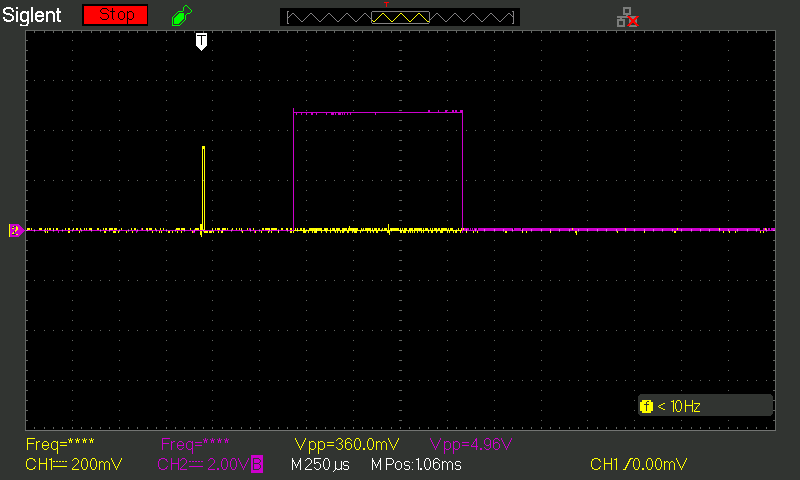 Siglent Stop
T
2
f < 10Hz
Freq=**** Freq=**** Vpp=360.0mV Vpp=4.96V
CH1 200mV CH2 2.00V B M 250µs M Pos:1.06ms CH1 0.00mV